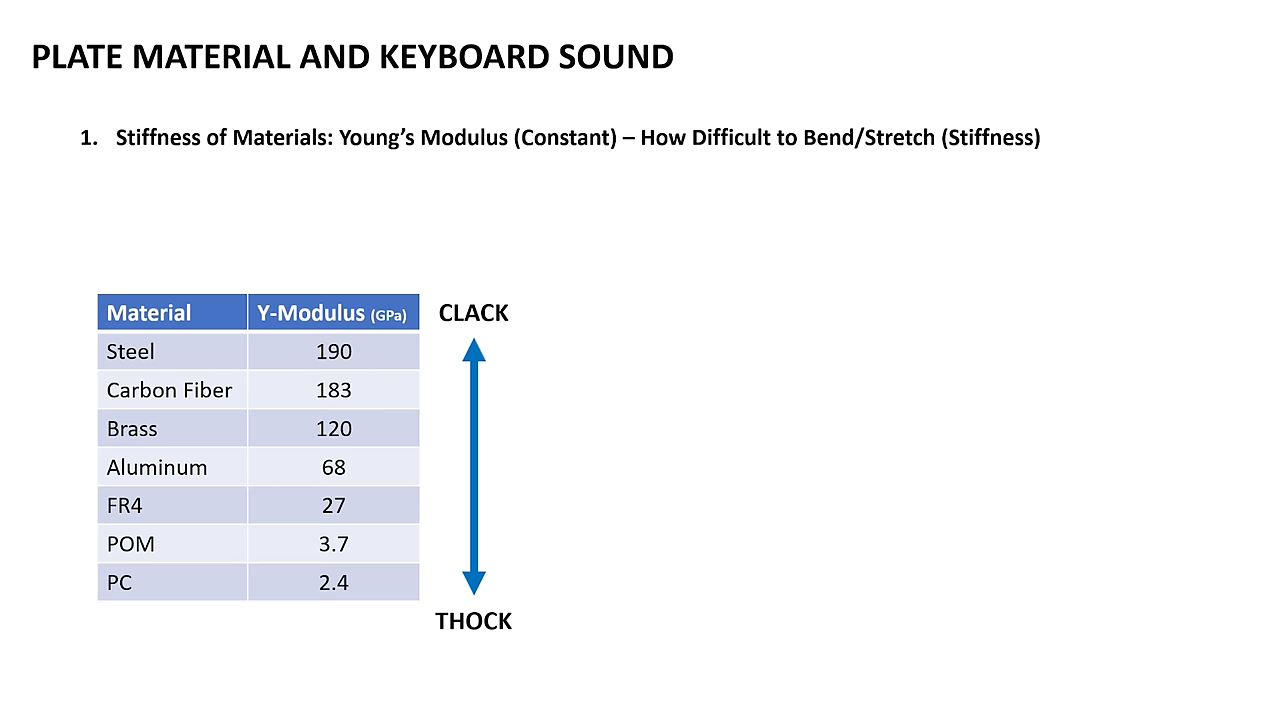 PLATE MATERIAL AND KEYBOARD SOUND
1. Stiffness of Materials: Young’s Modulus (Constant) – How Difficult to Bend/Stretch (Stiffness)
Material Y-Modulus (GPa) CLACK
Steel 190
Carbon Fiber 183
Brass 120
Aluminum 68
FR4 27
POM 3.7
PC 2.4
THOCK